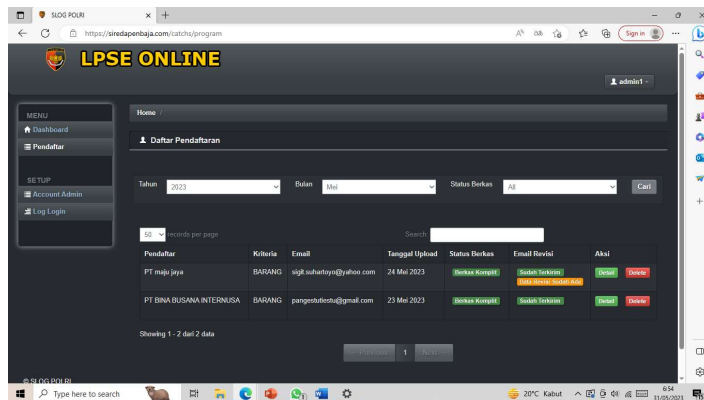 SLOG POLRI
https://siredapenbaja.com/catchs/program
Sign in
LPSE ONLINE
admin1
MENU
Dashboard
Pendaftar
SETUP
Account Admin
Log Login
Home /
Daftar Pendaftaran
Tahun 2023 Bulan Mei Status Berkas All Cari
50 records per page Search:
Pendaftar Kriteria Email Tanggal Upload Status Berkas Email Revisi Aksi
PT maju jaya BARANG sigit.suhartoyo@yahoo.com 24 Mei 2023 Berkas Komplit Sudah Terkirim Detail Delete
Data Revisi Sudah Ada
PT BINA BUSANA INTERNUSA BARANG pangestutiestu@gmail.com 23 Mei 2023 Berkas Komplit Sudah Terkirim Detail Delete
Showing 1 - 2 dari 2 data
← Previous 1 Next →
© SLOG POLRI
Type here to search
20°C Kabut
6:54
31/05/2023